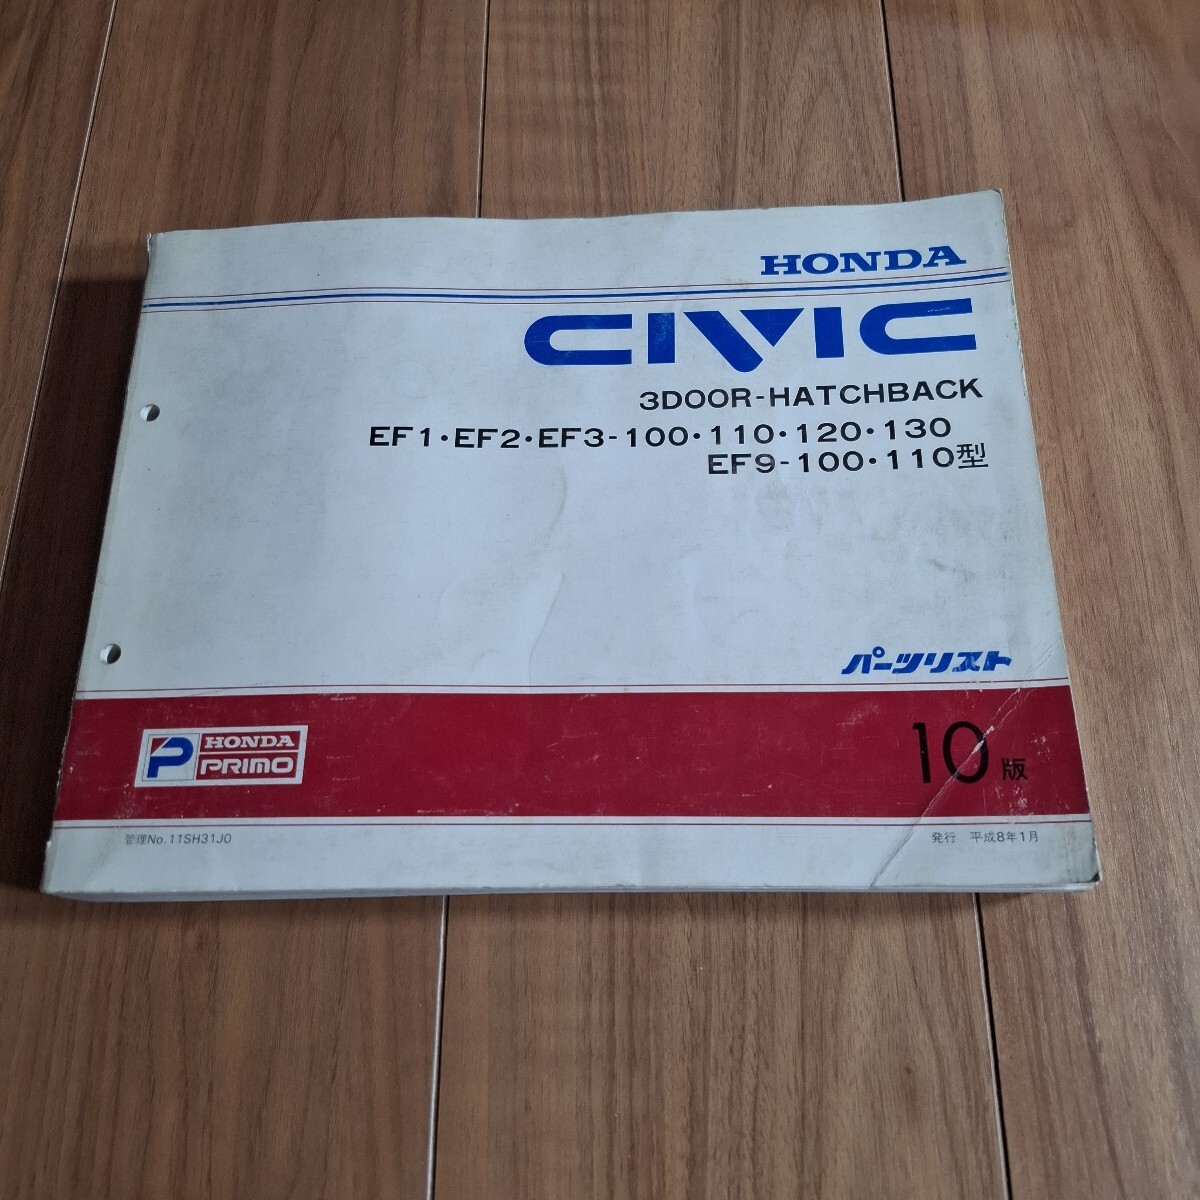 HONDA
CIVIC
3DOOR-HATCHBACK
EF1・EF2・EF3-100・110・120・130
EF9-100・110型
パーツリスト
P HONDA
PRIMO
10版
管理No.11SH31J0
発行 平成8年1月